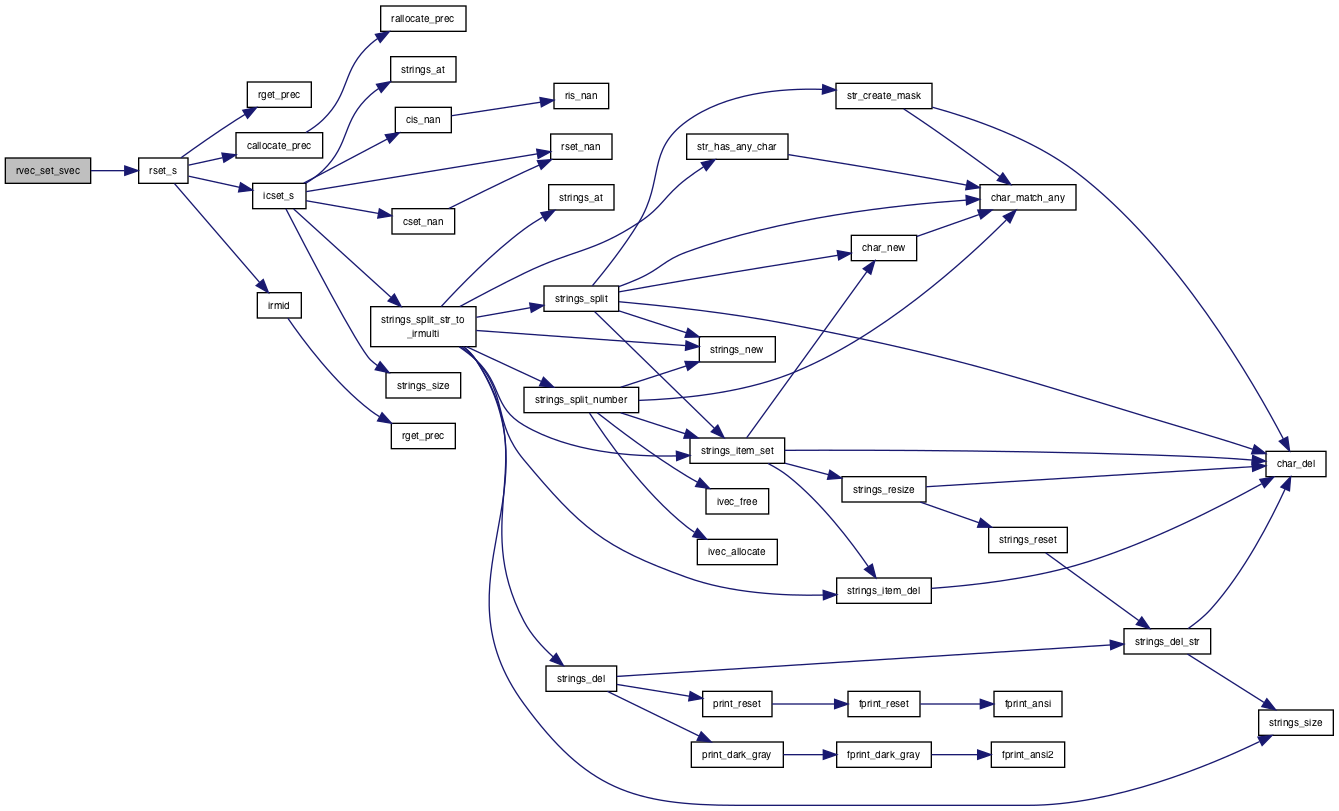 rallocate_prec
strings_at
rget_prec
ris_nan
str_create_mask
cis_nan
callocate_prec
str_has_any_char
rset_nan
rvec_set_svec
rset_s
icset_s
strings_at
char_match_any
cset_nan
char_new
irmid
strings_split
strings_split_str_to
_irmulti
strings_new
strings_size
strings_split_number
rget_prec
strings_item_set
char_del
strings_resize
ivec_free
strings_reset
ivec_allocate
strings_item_del
strings_del_str
strings_del
print_reset
fprint_reset
fprint_ansi
strings_size
print_dark_gray
fprint_dark_gray
fprint_ansi2